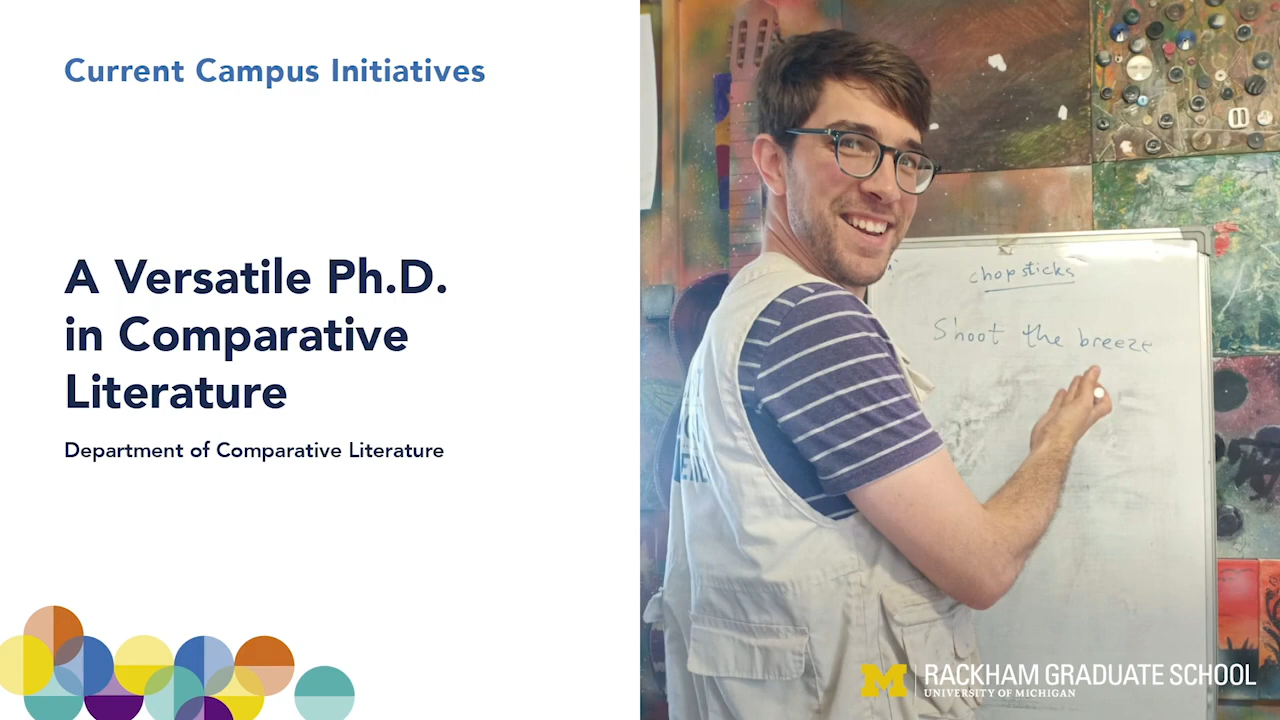 Current Campus Initiatives
A Versatile Ph.D.
in Comparative
Literature
Department of Comparative Literature
chopsticks
Shoot the breeze
M
RACKHAM GRADUATE SCHOOL
UNIVERSITY OF MICHIGAN